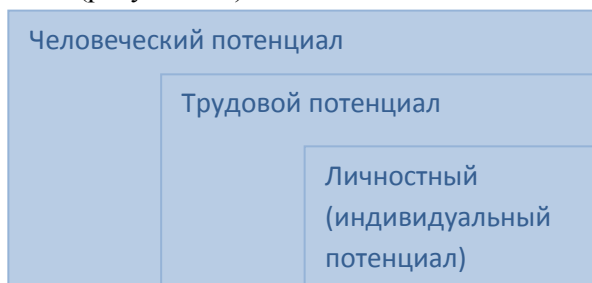 Человеческий потенциал
Трудовой потенциал
Личностный
(индивидуальный
потенциал)